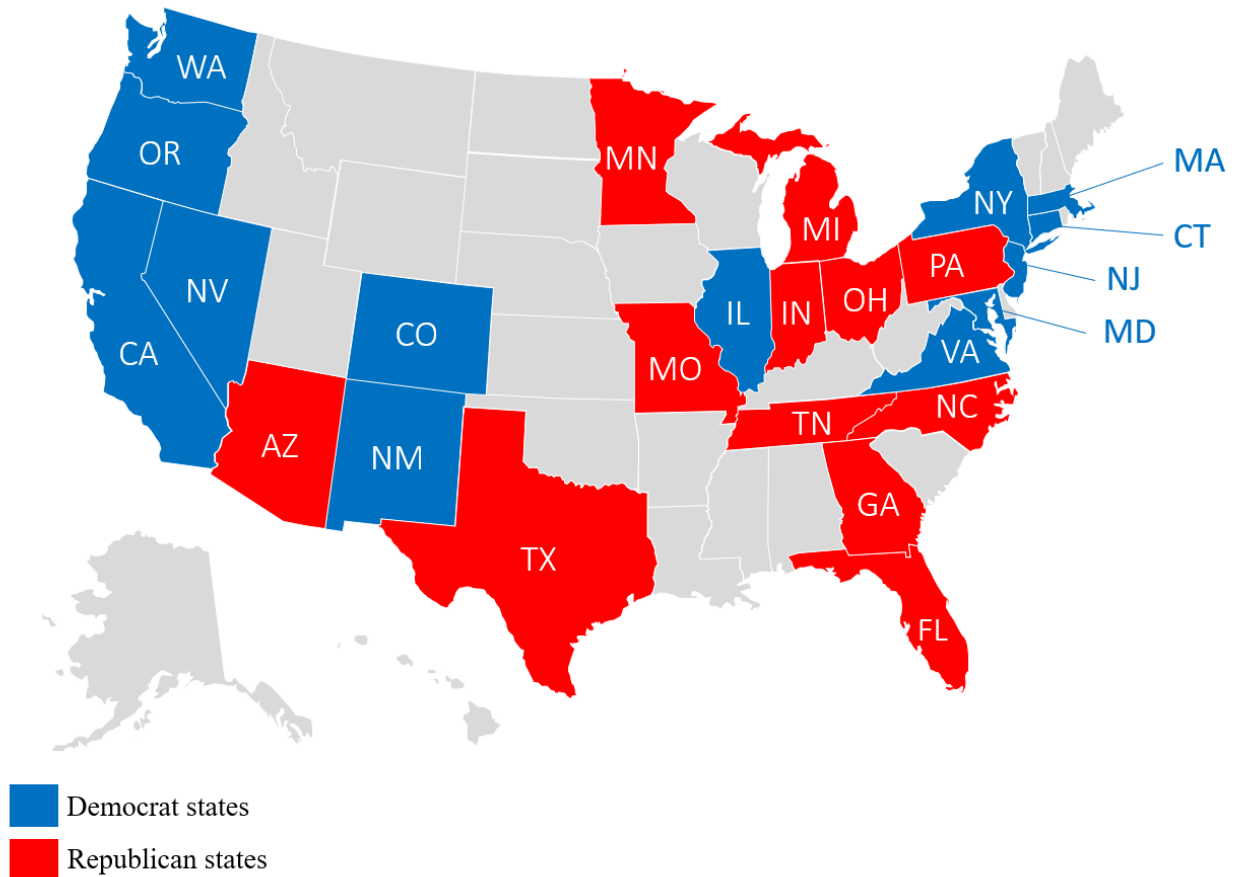 WA
OR
MN
MA
NY
MI
CT
PA
NJ
NV
IL
IN
OH
MD
CO
CA
VA
MO
NC
TN
AZ
NM
GA
TX
FL
Democrat states
Republican states